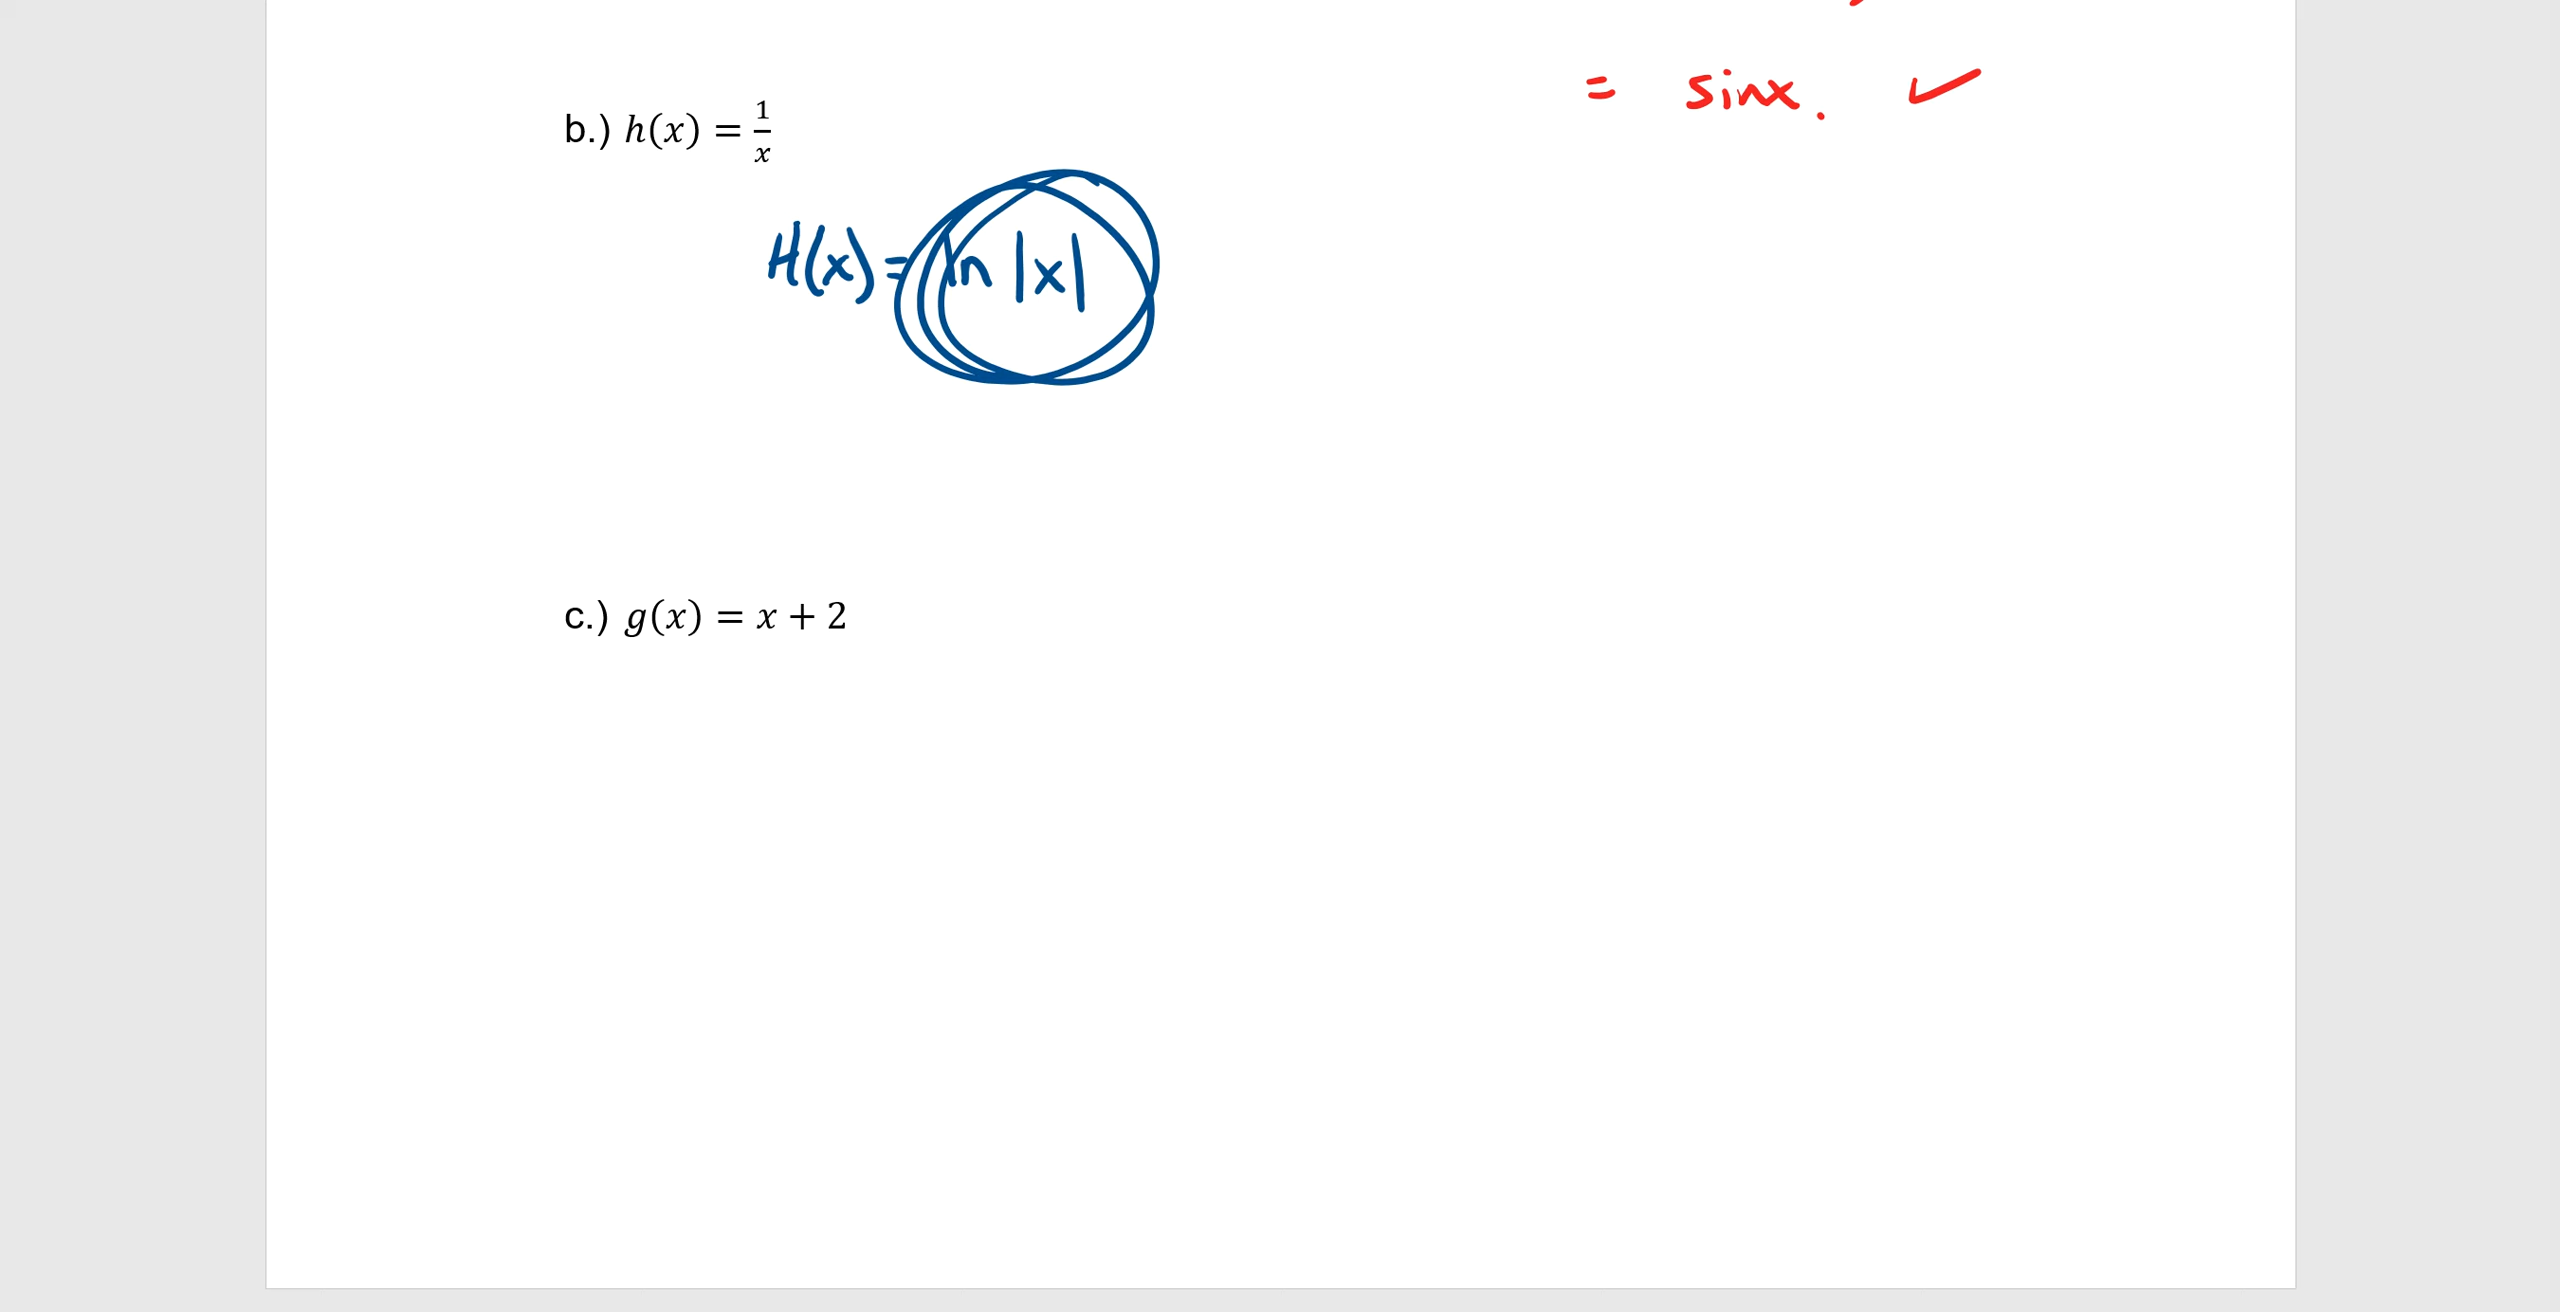 = sinx. ✓
b.) h(x) = 1/x
H(x) = ln |x|
c.) g(x) = x + 2